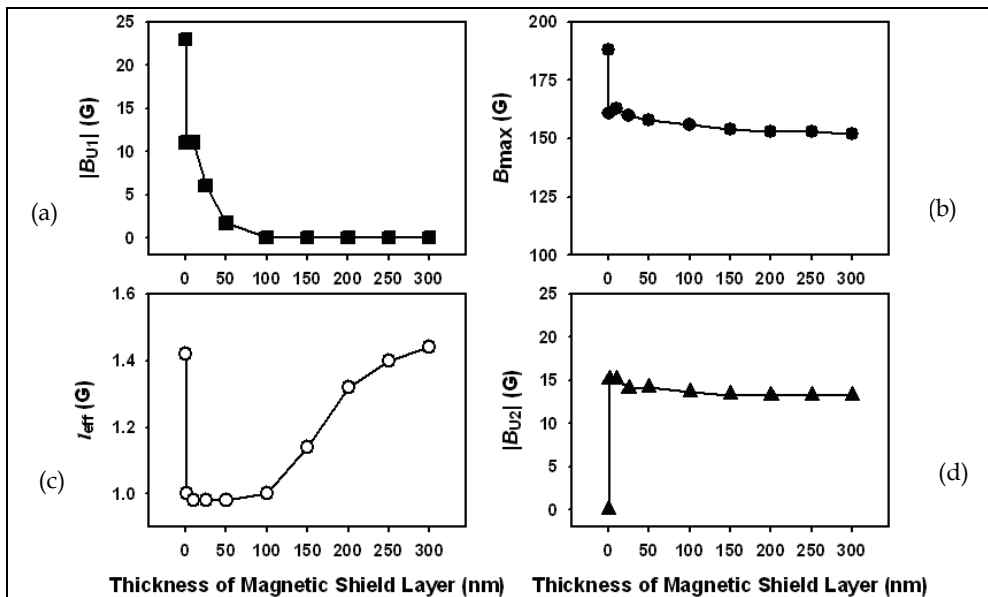 25
20
15
10
5
0
|BU1| (G)
0 50 100 150 200 250 300
(a)
200
175
150
125
100
Bmax (G)
0 50 100 150 200 250 300
(b)
1.6
1.4
1.2
1.0
leff (G)
0 50 100 150 200 250 300
Thickness of Magnetic Shield Layer (nm)
(c)
25
20
15
10
5
0
|BU2| (G)
0 50 100 150 200 250 300
Thickness of Magnetic Shield Layer (nm)
(d)